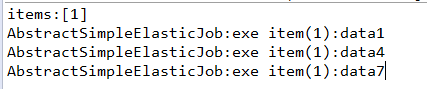 items:[1]
AbstractSimpleElasticJob:exe item(1):data1
AbstractSimpleElasticJob:exe item(1):data4
AbstractSimpleElasticJob:exe item(1):data7